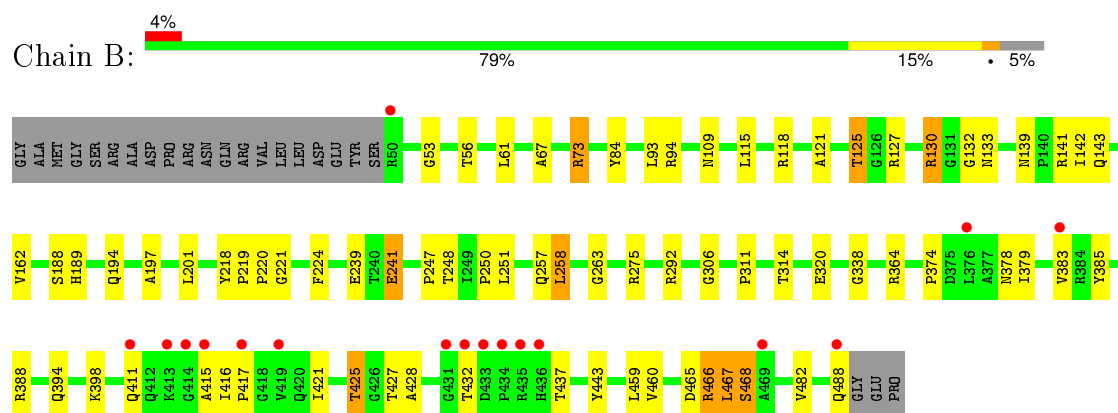 4%
Chain B:
79% 15% • 5%
GLY ALA MET GLY SER ARG ALA ASP PRO ARG ASN GLN ARG VAL LEU LEU ASP GLU TYR SER R50 G53 T56 L61 A67 R73 Y84 L93 R94 N109 L115 R118 A121 T125 G126 R127 R130 G131 G132 N133 N139 P140 R141 I142 Q143
V162 S188 H189 Q194 A197 L201 Y218 P219 P220 G221 F224 E239 T240 E241 P247 T248 I249 P250 L251 Q257 L258 G263 R275 R292 G306 P311 T314 E320 G338 R364 P374 D375 L376 A377 N378 I379 V383 R384 Y385
R388 Q394 K398 Q411 Q412 K413 G414 A415 I416 P417 G418 V419 Q420 I421 T425 G426 T427 A428 G431 T432 D433 P434 R435 H436 T437 Y443 L459 V460 D465 R466 L467 S468 A469 V482 Q488 GLY GLU PRO